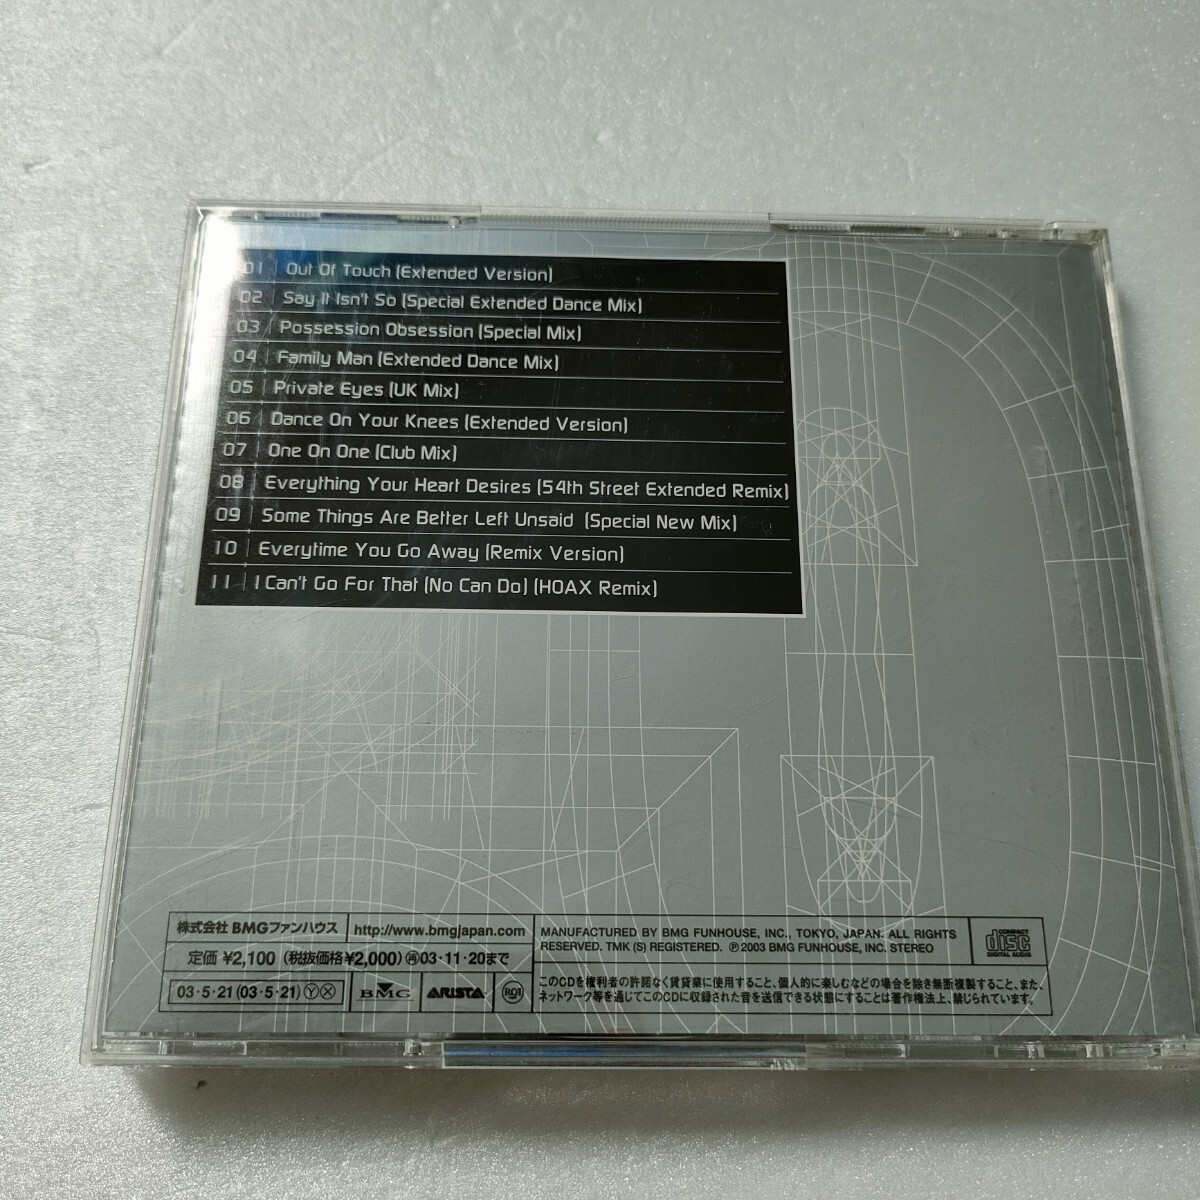 01 Out Of Touch (Extended Version)
02 Say It Isn't So (Special Extended Dance Mix)
03 Possession Obsession (Special Mix)
04 Family Man (Extended Dance Mix)
05 Private Eyes (UK Mix)
06 Dance On Your Knees (Extended Version)
07 One On One (Club Mix)
08 Everything Your Heart Desires (54th Street Extended Remix)
09 Some Things Are Better Left Unsaid (Special New Mix)
10 Everytime You Go Away (Remix Version)
11 I Can't Go For That (No Can Do) (HOAX Remix)
株式会社 BMGファンハウス
http://www.bmgjapan.com
定価 ¥2,100 (税抜価格¥2,000) ㊢03·11·20まで
03·5·21(03·5·21)ⓎⓍ
BMG
ARISTA
RCA
MANUFACTURED BY BMG FUNHOUSE, INC., TOKYO, JAPAN. ALL RIGHTS
RESERVED. TMK (S) REGISTERED. ℗ 2003 BMG FUNHOUSE, INC. STEREO
COMPACT
disc
DIGITAL AUDIO
このCDを権利者の許諾なく賃貸業に使用すること、個人的に楽しむなどの場合を除き無断複製すること、また、
ネットワーク等を通じてこのCDに収録された音を送信できる状態にすることは著作権法上、禁じられています。